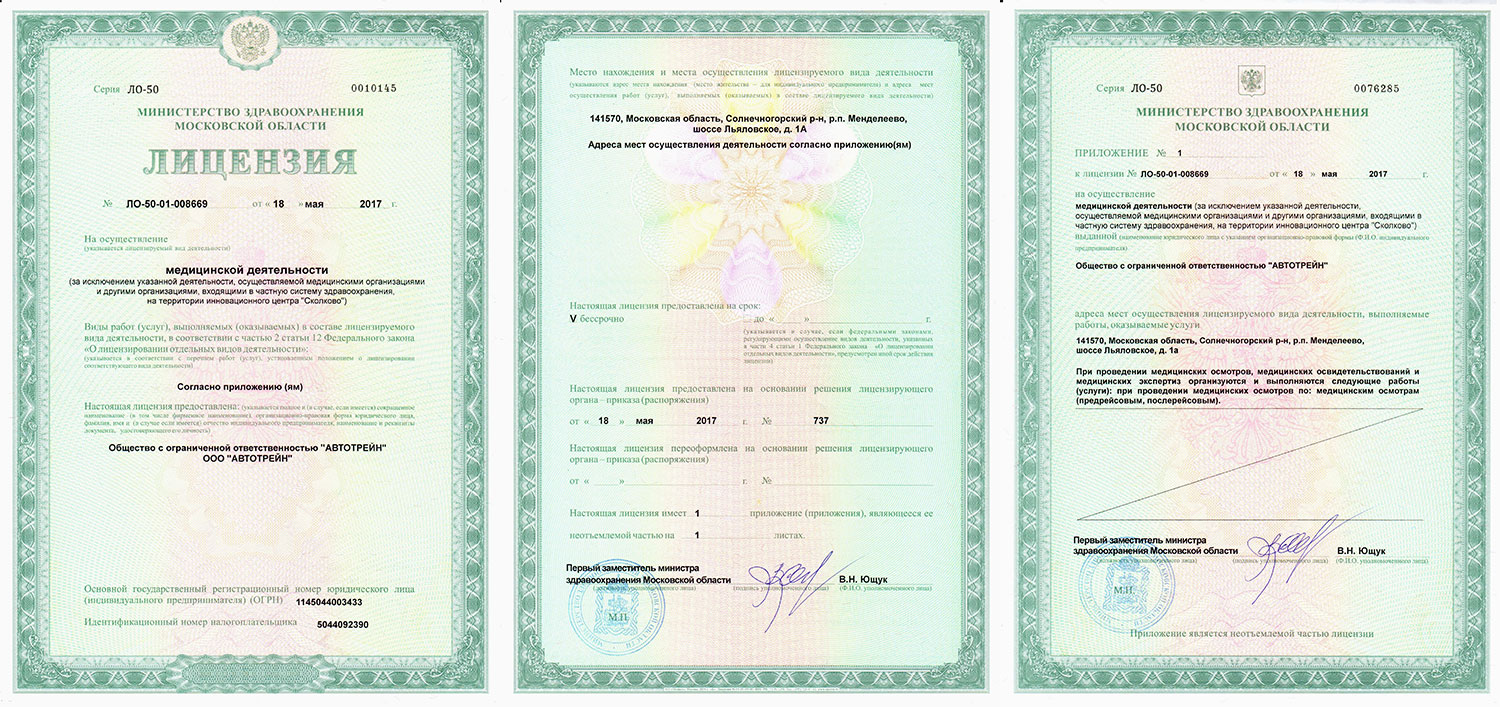 Серия ЛО-50 0010145
МИНИСТЕРСТВО ЗДРАВООХРАНЕНИЯ
МОСКОВСКОЙ ОБЛАСТИ
ЛИЦЕНЗИЯ
№ ЛО-50-01-008669 от « 18 » мая 2017 г.
На осуществление
(указывается лицензируемый вид деятельности)
медицинской деятельности
(за исключением указанной деятельности, осуществляемой медицинскими организациями
и другими организациями, входящими в частную систему здравоохранения,
на территории инновационного центра "Сколково")
Виды работ (услуг), выполняемых (оказываемых) в составе лицензируемого
вида деятельности, в соответствии с частью 2 статьи 12 Федерального закона
«О лицензировании отдельных видов деятельности»:
(указывается в соответствии с перечнем работ (услуг), установленным положением о лицензировании
соответствующего вида деятельности)
Согласно приложению (ям)
Настоящая лицензия предоставлена: (указывается полное и (в случае, если имеется) сокращенное
наименование (в том числе фирменное наименование), организационно-правовая форма юридического лица,
фамилия, имя и (в случае если имеется) отчество индивидуального предпринимателя, наименование и реквизиты
документа, удостоверяющего его личность)
Общество с ограниченной ответственностью "АВТОТРЕЙН"
ООО "АВТОТРЕЙН"
Основной государственный регистрационный номер юридического лица
(индивидуального предпринимателя) (ОГРН) 1145044003433
Идентификационный номер налогоплательщика 5044092390
Место нахождения и места осуществления лицензируемого вида деятельности
(указываются адрес места нахождения (место жительства – для индивидуального предпринимателя) и адреса мест
осуществления работ (услуг), выполняемых (оказываемых) в составе лицензируемого вида деятельности)
141570, Московская область, Солнечногорский р-н, р.п. Менделеево,
шоссе Льяловское, д. 1А
Адреса мест осуществления деятельности согласно приложению(ям)
Настоящая лицензия предоставлена на срок:
V бессрочно до « » г.
(указывается в случае, если федеральными законами,
регулирующими осуществление видов деятельности, указанных
в части 4 статьи 1 Федерального закона «О лицензировании
отдельных видов деятельности», предусмотрен иной срок действия
лицензии)
Настоящая лицензия предоставлена на основании решения лицензирующего
органа – приказа (распоряжения)
от « 18 » мая 2017 г. № 737
Настоящая лицензия переоформлена на основании решения лицензирующего
органа – приказа (распоряжения)
от « » г. №
Настоящая лицензия имеет 1 приложение (приложения), являющееся ее
неотъемлемой частью на 1 листах.
Первый заместитель министра
здравоохранения Московской области В.Н. Ющук
(должность уполномоченного лица) (подпись уполномоченного лица) (Ф.И.О. уполномоченного лица)
М.П.
Серия ЛО-50 0076285
МИНИСТЕРСТВО ЗДРАВООХРАНЕНИЯ
МОСКОВСКОЙ ОБЛАСТИ
ПРИЛОЖЕНИЕ № 1
к лицензии № ЛО-50-01-008669 от « 18 » мая 2017 г.
на осуществление
медицинской деятельности (за исключением указанной деятельности,
осуществляемой медицинскими организациями и другими организациями, входящими в
частную систему здравоохранения, на территории инновационного центра "Сколково")
выданной (наименование юридического лица с указанием организационно-правовой формы (Ф.И.О. индивидуального
предпринимателя)
Общество с ограниченной ответственностью "АВТОТРЕЙН"
адреса мест осуществления лицензируемого вида деятельности, выполняемые
работы, оказываемые услуги
141570, Московская область, Солнечногорский р-н, р.п. Менделеево,
шоссе Льяловское, д. 1а
При проведении медицинских осмотров, медицинских освидетельствований и
медицинских экспертиз организуются и выполняются следующие работы
(услуги): при проведении медицинских осмотров по: медицинским осмотрам
(предрейсовым, послерейсовым).
Первый заместитель министра
здравоохранения Московской области В.Н. Ющук
(должность уполномоченного лица) (подпись уполномоченного лица) (Ф.И.О. уполномоченного лица)
М.П.
Приложение является неотъемлемой частью лицензии